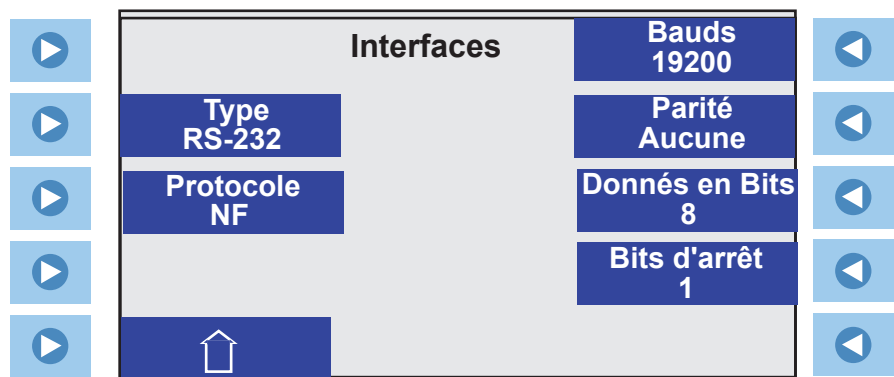 Interfaces
Bauds
19200
Type
RS-232
Parité
Aucune
Protocole
NF
Donnés en Bits
8
Bits d'arrêt
1